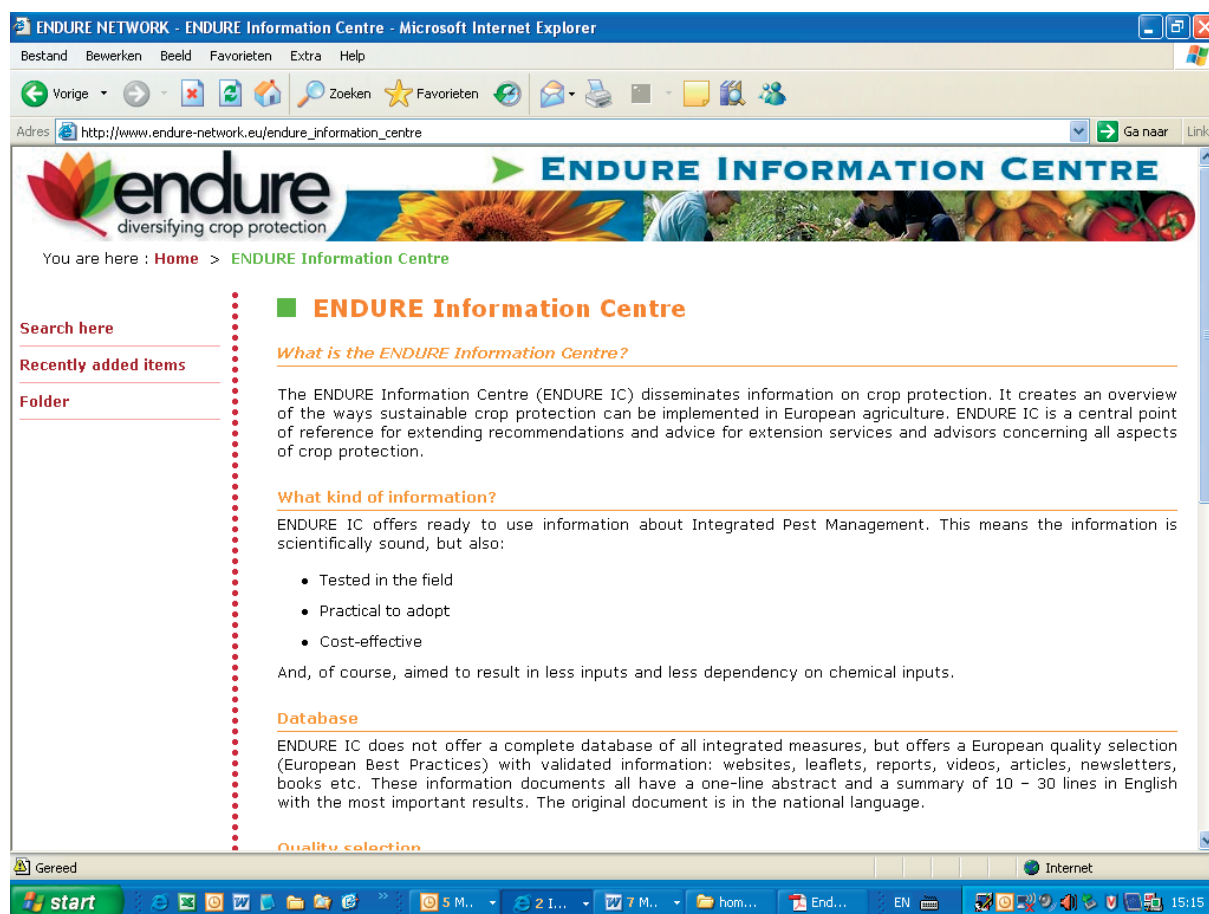 ENDURE NETWORK - ENDURE Information Centre - Microsoft Internet Explorer
Bestand Bewerken Beeld Favorieten Extra Help
Vorige Zoeken Favorieten
Adres http://www.endure-network.eu/endure_information_centre Ga naar Link
endure
diversifying crop protection
ENDURE INFORMATION CENTRE
You are here : Home > ENDURE Information Centre
Search here
Recently added items
Folder
ENDURE Information Centre
What is the ENDURE Information Centre?
The ENDURE Information Centre (ENDURE IC) disseminates information on crop protection. It creates an overview
of the ways sustainable crop protection can be implemented in European agriculture. ENDURE IC is a central point
of reference for extending recommendations and advice for extension services and advisors concerning all aspects
of crop protection.
What kind of information?
ENDURE IC offers ready to use information about Integrated Pest Management. This means the information is
scientifically sound, but also:
• Tested in the field
• Practical to adopt
• Cost-effective
And, of course, aimed to result in less inputs and less dependency on chemical inputs.
Database
ENDURE IC does not offer a complete database of all integrated measures, but offers a European quality selection
(European Best Practices) with validated information: websites, leaflets, reports, videos, articles, newsletters,
books etc. These information documents all have a one-line abstract and a summary of 10 – 30 lines in English
with the most important results. The original document is in the national language.
Quality selection
Gereed Internet
start 5 M.. 2 I... 7 M.. hom... End... EN 15:15